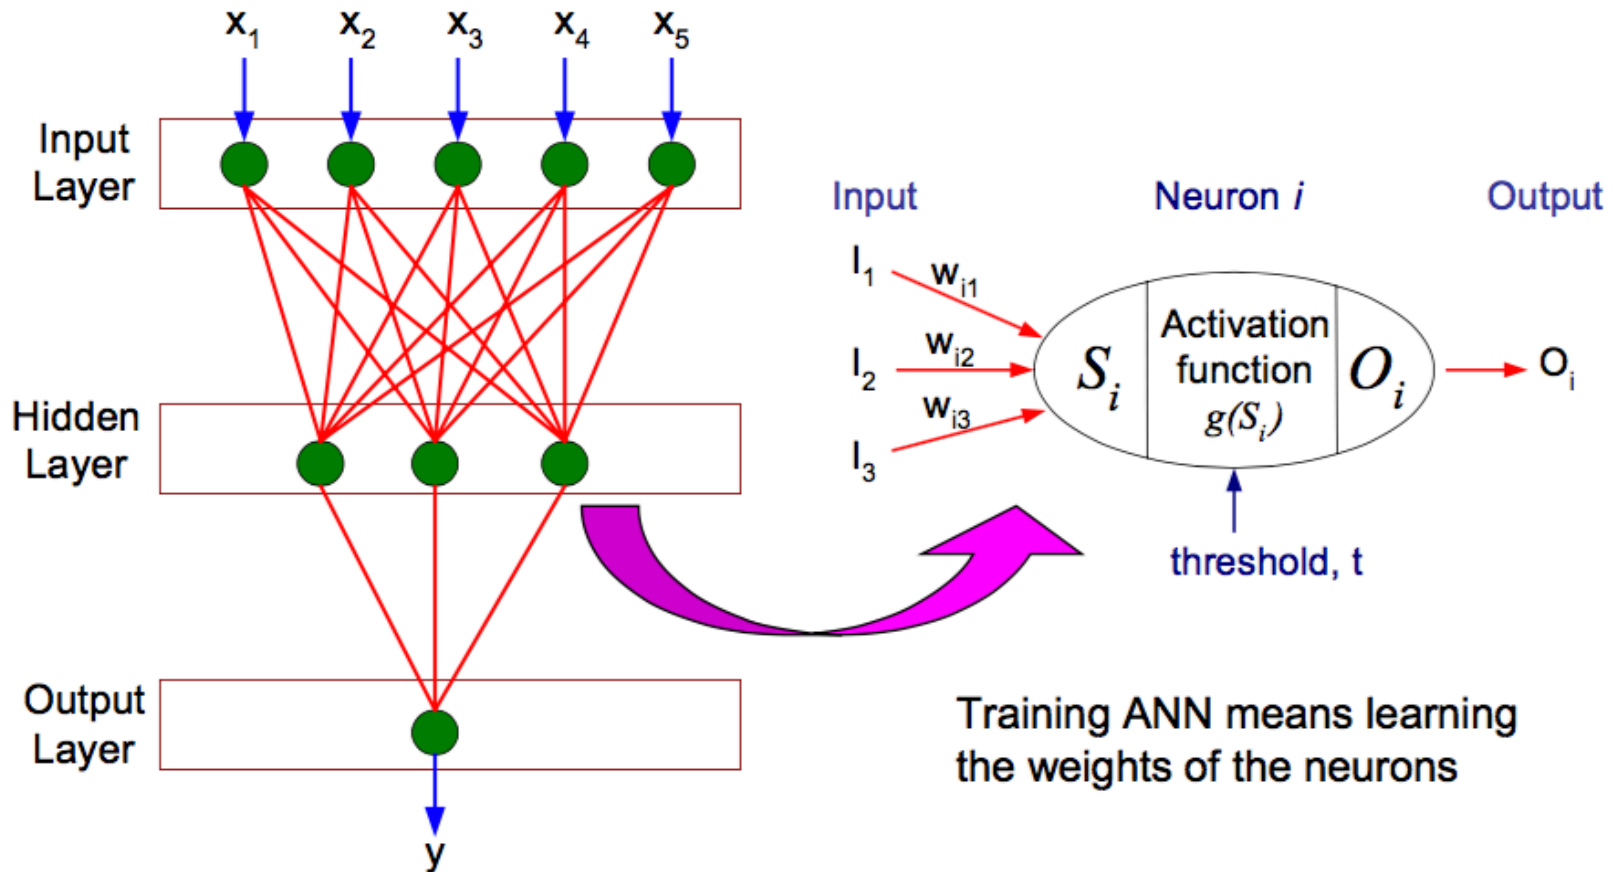 x1 x2 x3 x4 x5
Input
Layer
Hidden
Layer
Output
Layer
y
Input Neuron i Output
I1 wi1
I2 wi2
I3 wi3
Si
Activation
function
g(Si)
Oi
Oi
threshold, t
Training ANN means learning
the weights of the neurons